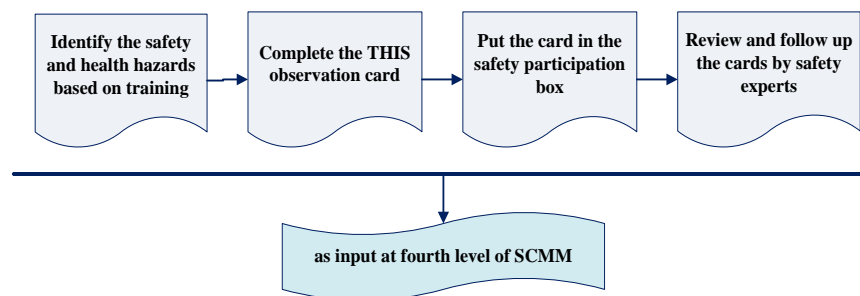 Identify the safety
and health hazards
based on training
Complete the THIS
observation card
Put the card in the
safety participation
box
Review and follow up
the cards by safety
experts
as input at fourth level of SCMM